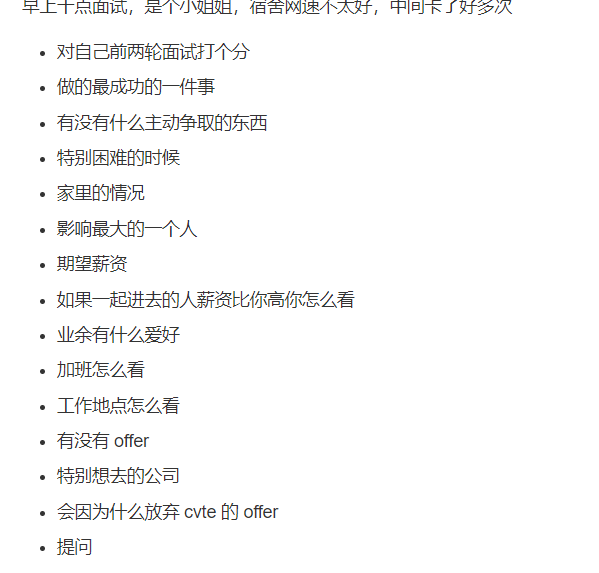 早上十点面试，是个小姐姐，宿舍网速不太好，中间卡了好多次
对自己前两轮面试打个分
做的最成功的一件事
有没有什么主动争取的东西
特别困难的时候
家里的情况
影响最大的一个人
期望薪资
如果一起进去的人薪资比你高你怎么看
业余有什么爱好
加班怎么看
工作地点怎么看
有没有 offer
特别想去的公司
会因为什么放弃 cvte 的 offer
提问